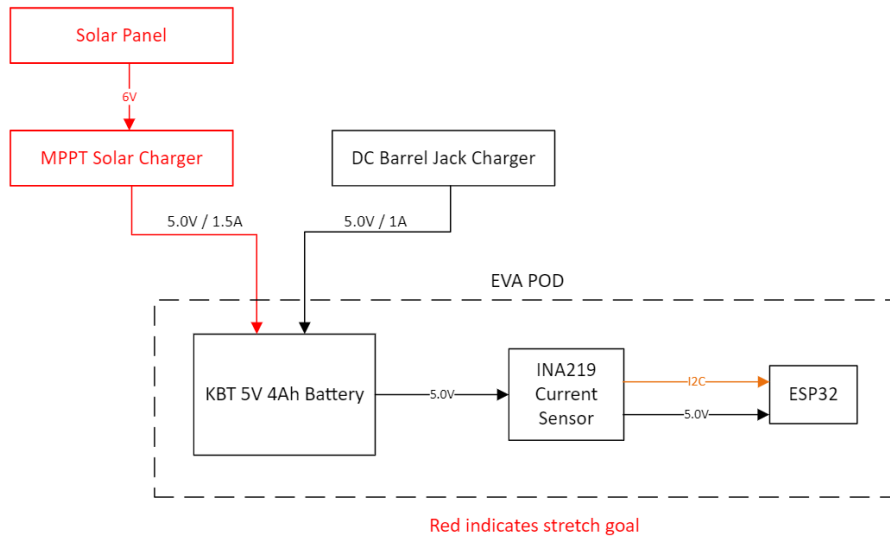 Solar Panel
6V
MPPT Solar Charger
DC Barrel Jack Charger
5.0V / 1.5A
5.0V / 1A
EVA POD
KBT 5V 4Ah Battery
5.0V
INA219
Current
Sensor
I2C
5.0V
ESP32
Red indicates stretch goal